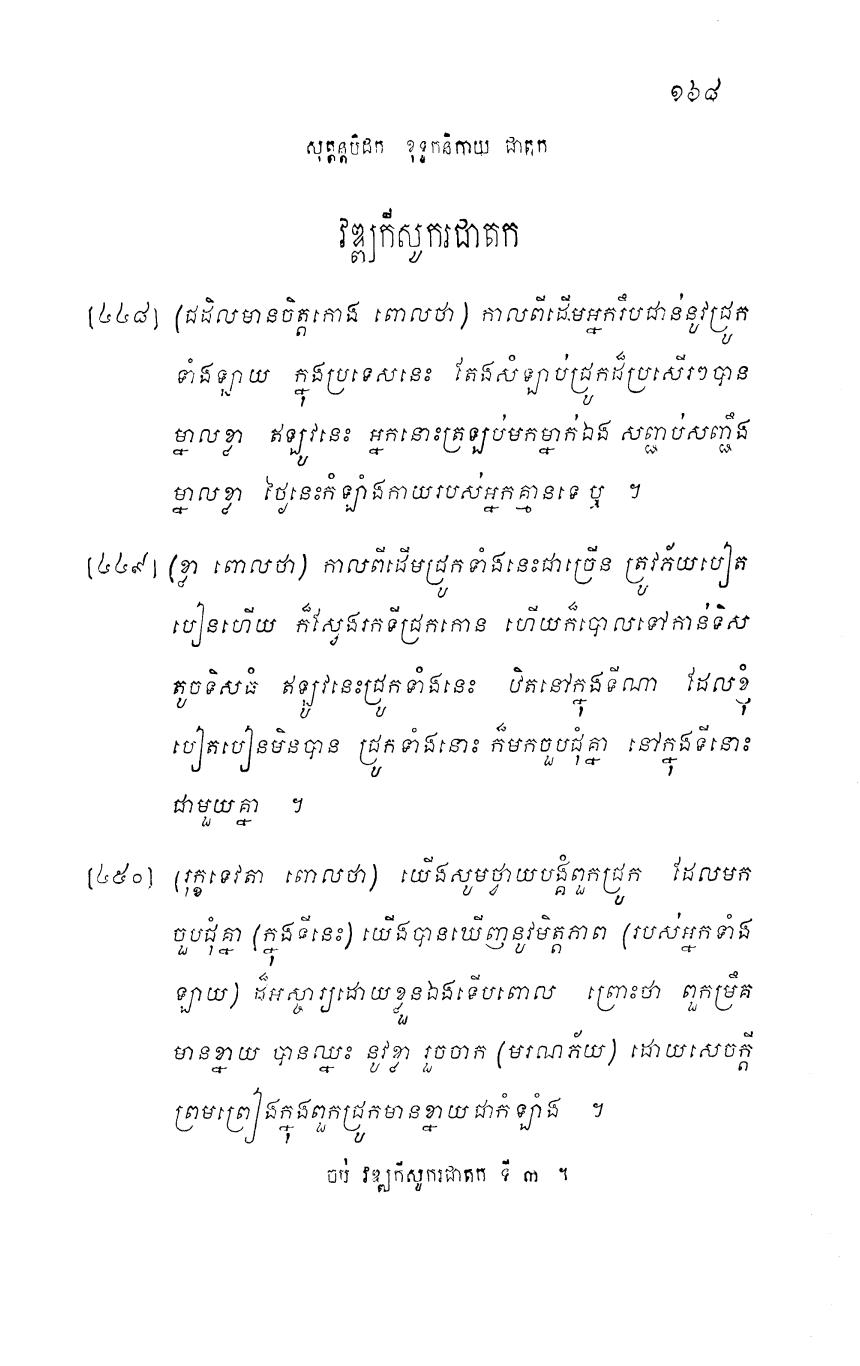 ១៦៨
សុត្តន្តបិដក ខុទ្ទកនិកាយ ជាតក
វឌ្ឍកីសូករជាតក
[៤៤៨] (ជដិលមានចិត្តកោង ពោលថា) កាលពីដើមអ្នករឹបជាន់នូវជ្រូក
ទាំងឡាយ ក្នុងប្រទេសនេះ តែងសំឡាប់ជ្រូកដ៏ប្រសើរៗបាន
ម្នាលខ្លា ឥឡូវនេះ អ្នកនោះត្រឡប់មកម្នាក់ឯង សញ្ជាប់សញ្ជឹង
ម្នាលខ្លា ថ្ងៃនេះកំឡាំងកាយរបស់អ្នកគ្មានទេ ឬ ។
[៤៤៩] (ខ្លា ពោលថា) កាលពីដើមជ្រូកទាំងនេះជាច្រើន ត្រូវភ័យបៀត
បៀនហើយ ក៏ស្វែងរកទីជ្រកកោន ហើយក៏បោលទៅកាន់ទិស
តូចទិសធំ ឥឡូវនេះជ្រូកទាំងនេះ ឋិតនៅក្នុងទីណា ដែលខ្ញុំ
បៀតបៀនមិនបាន ជ្រូកទាំងនោះ ក៏មកចួបជុំគ្នា នៅក្នុងទីនោះ
ជាមួយគ្នា ។
[៤៥០] (រុក្ខទេវតា ពោលថា) យើងសូមថ្វាយបង្គំពួកជ្រូក ដែលមក
ចួបជុំគ្នា (ក្នុងទីនេះ) យើងបានឃើញនូវមិត្តភាព (របស់អ្នកទាំង
ឡាយ) ដ៏អស្ចារ្យដោយខ្លួនឯងទើបពោល ព្រោះថា ពួកម្រឹគ
មានខ្នាយ បានឈ្នះ នូវខ្លា រួចចាក (មរណភ័យ) ដោយសេចក្តី
ព្រមព្រៀងក្នុងពួកជ្រូកមានខ្នាយជាកំឡាំង ។
ចប់ វឌ្ឍកីសូករជាតក ទី ៣ ។